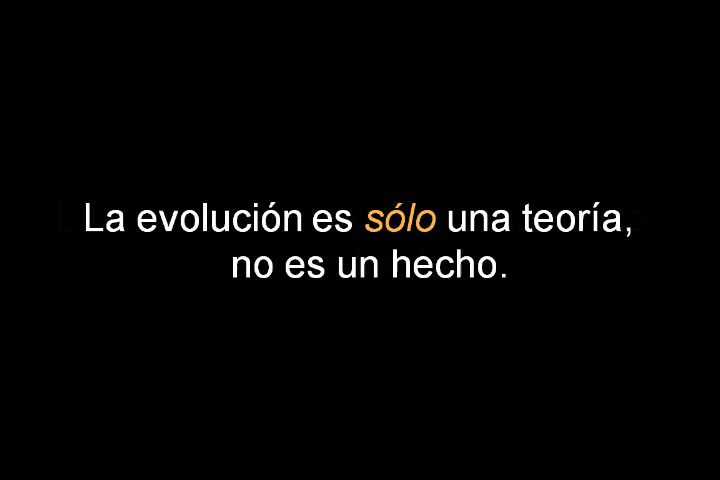 La evolución es sólo una teoría,
no es un hecho.